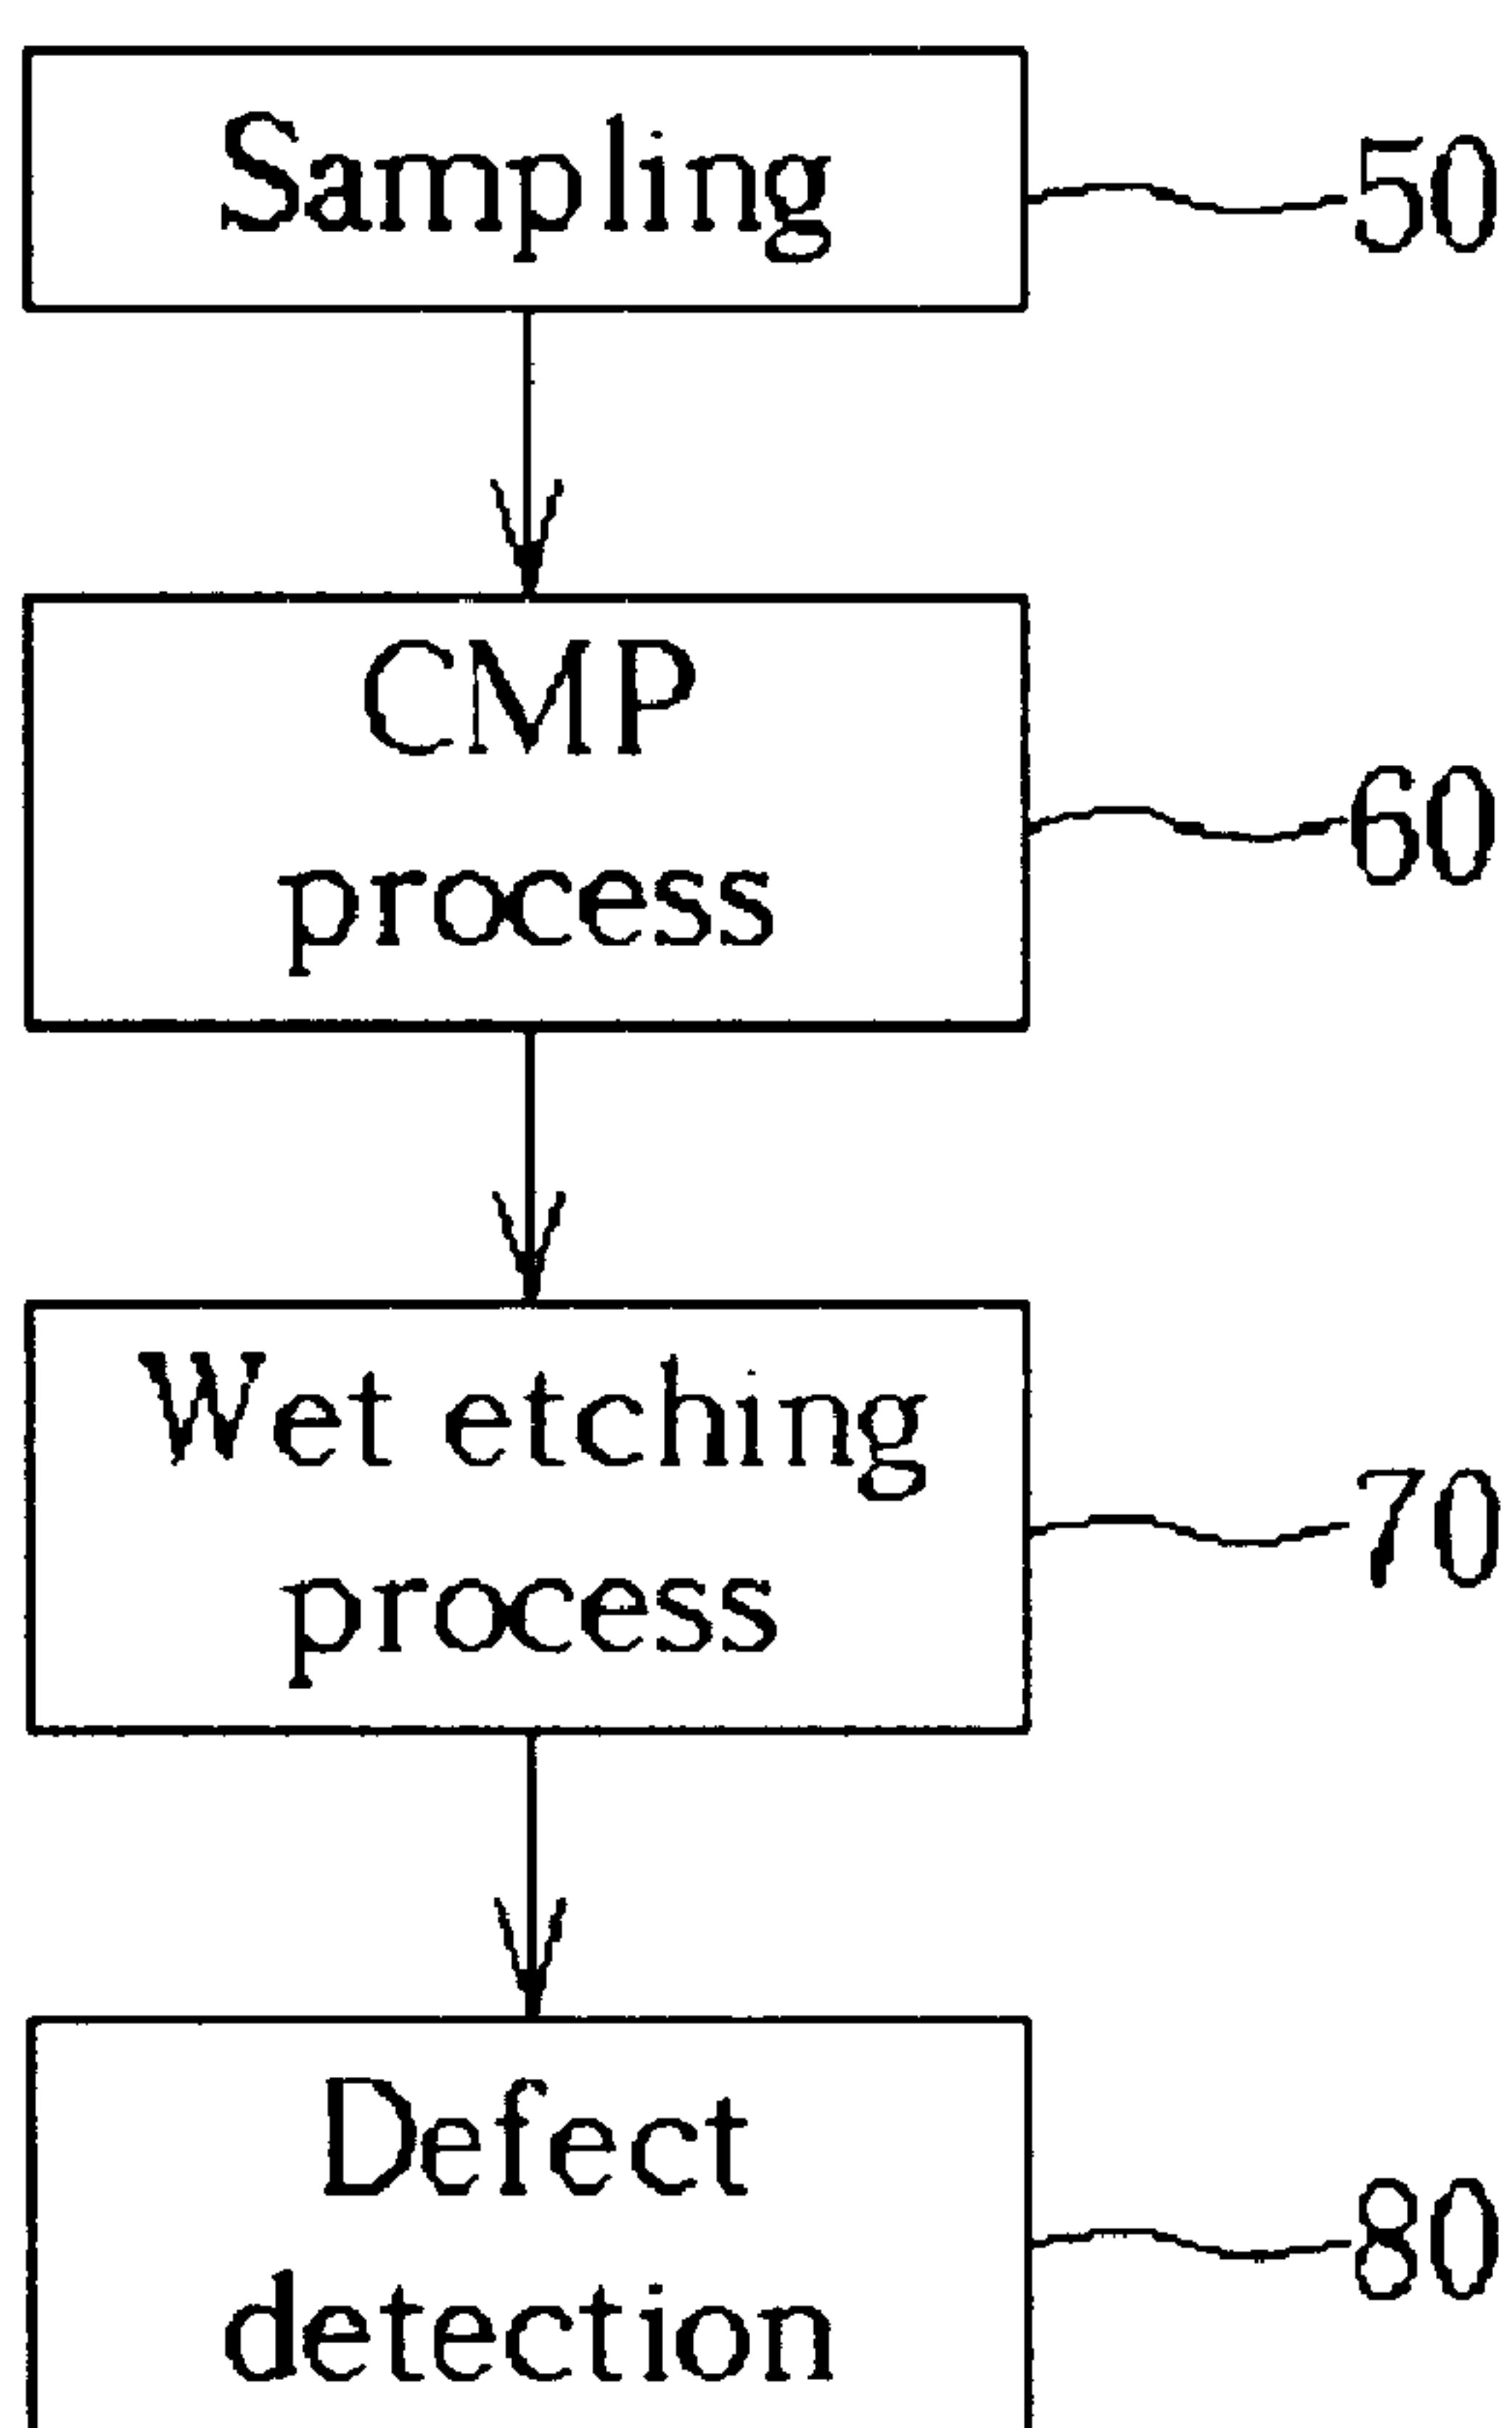 Sampling
50
CMP
process
60
Wet etching
process
70
Defect
detection
80